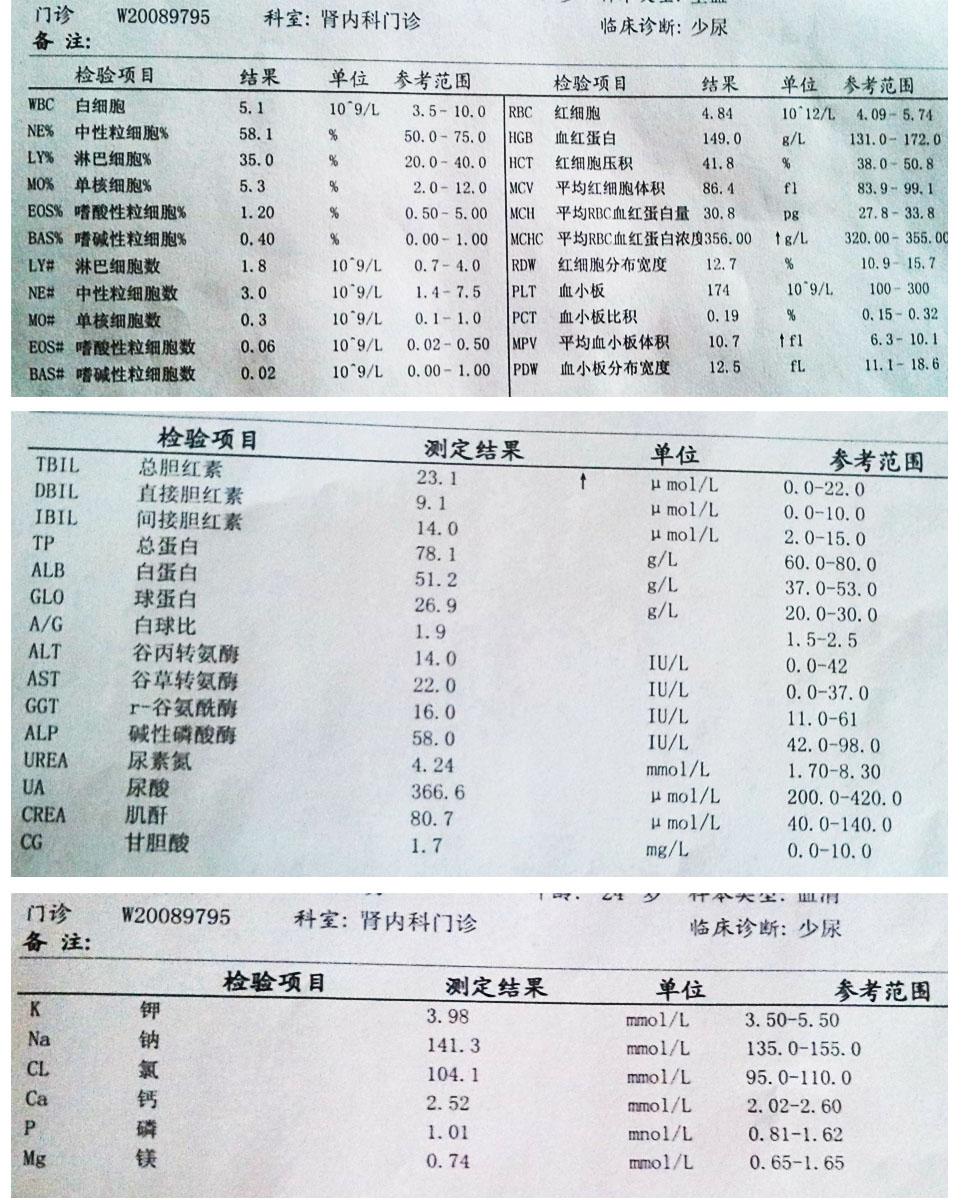 门诊 W20089795 科室: 肾内科门诊 临床诊断: 少尿
备 注:
检验项目 结果 单位 参考范围 检验项目 结果 单位 参考范围
WBC 白细胞 5.1 10^9/L 3.5-10.0 RBC 红细胞 4.84 10^12/L 4.09-5.74
NE% 中性粒细胞% 58.1 % 50.0-75.0 HGB 血红蛋白 149.0 g/L 131.0-172.0
LY% 淋巴细胞% 35.0 % 20.0-40.0 HCT 红细胞压积 41.8 % 38.0-50.8
MO% 单核细胞% 5.3 % 2.0-12.0 MCV 平均红细胞体积 86.4 fl 83.9-99.1
EOS% 嗜酸性粒细胞% 1.20 % 0.50-5.00 MCH 平均RBC血红蛋白量 30.8 pg 27.8-33.8
BAS% 嗜碱性粒细胞% 0.40 % 0.00-1.00 MCHC 平均RBC血红蛋白浓度356.00 ↑g/L 320.00-355.00
LY# 淋巴细胞数 1.8 10^9/L 0.7-4.0 RDW 红细胞分布宽度 12.7 % 10.9-15.7
NE# 中性粒细胞数 3.0 10^9/L 1.4-7.5 PLT 血小板 174 10^9/L 100-300
MO# 单核细胞数 0.3 10^9/L 0.1-1.0 PCT 血小板比积 0.19 % 0.15-0.32
EOS# 嗜酸性粒细胞数 0.06 10^9/L 0.02-0.50 MPV 平均血小板体积 10.7 ↑fl 6.3-10.1
BAS# 嗜碱性粒细胞数 0.02 10^9/L 0.00-1.00 PDW 血小板分布宽度 12.5 fL 11.1-18.6
检验项目 测定结果 单位 参考范围
TBIL 总胆红素 23.1 ↑ μmol/L 0.0-22.0
DBIL 直接胆红素 9.1 μmol/L 0.0-10.0
IBIL 间接胆红素 14.0 μmol/L 2.0-15.0
TP 总蛋白 78.1 g/L 60.0-80.0
ALB 白蛋白 51.2 g/L 37.0-53.0
GLO 球蛋白 26.9 g/L 20.0-30.0
A/G 白球比 1.9 1.5-2.5
ALT 谷丙转氨酶 14.0 IU/L 0.0-42
AST 谷草转氨酶 22.0 IU/L 0.0-37.0
GGT r-谷氨酰酶 16.0 IU/L 11.0-61
ALP 碱性磷酸酶 58.0 IU/L 42.0-98.0
UREA 尿素氮 4.24 mmol/L 1.70-8.30
UA 尿酸 366.6 μmol/L 200.0-420.0
CREA 肌酐 80.7 μmol/L 40.0-140.0
CG 甘胆酸 1.7 mg/L 0.0-10.0
24 岁 样本类型: 血清
门诊 W20089795 科室: 肾内科门诊 临床诊断: 少尿
备 注:
检验项目 测定结果 单位 参考范围
K 钾 3.98 mmol/L 3.50-5.50
Na 钠 141.3 mmol/L 135.0-155.0
CL 氯 104.1 mmol/L 95.0-110.0
Ca 钙 2.52 mmol/L 2.02-2.60
P 磷 1.01 mnol/L 0.81-1.62
Mg 镁 0.74 mmol/L 0.65-1.65